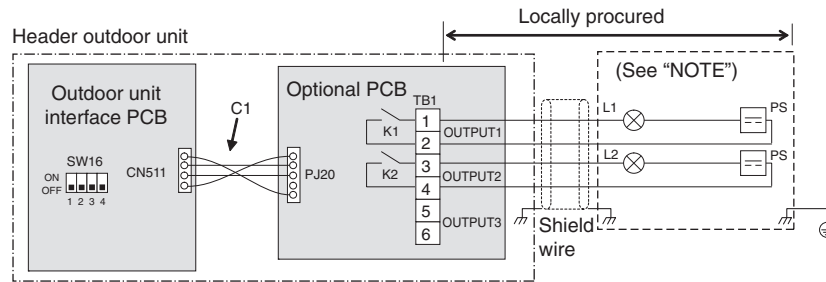 Locally procured
Header outdoor unit
(See “NOTE”)
Outdoor unit
interface PCB
C1
Optional PCB
TB1
L1
PS
1
K1
OUTPUT1
2
SW16
ON
OFF
1 2 3 4
CN511
PJ20
3
L2
PS
K2
OUTPUT2
4
5
OUTPUT3
6
Shield
wire